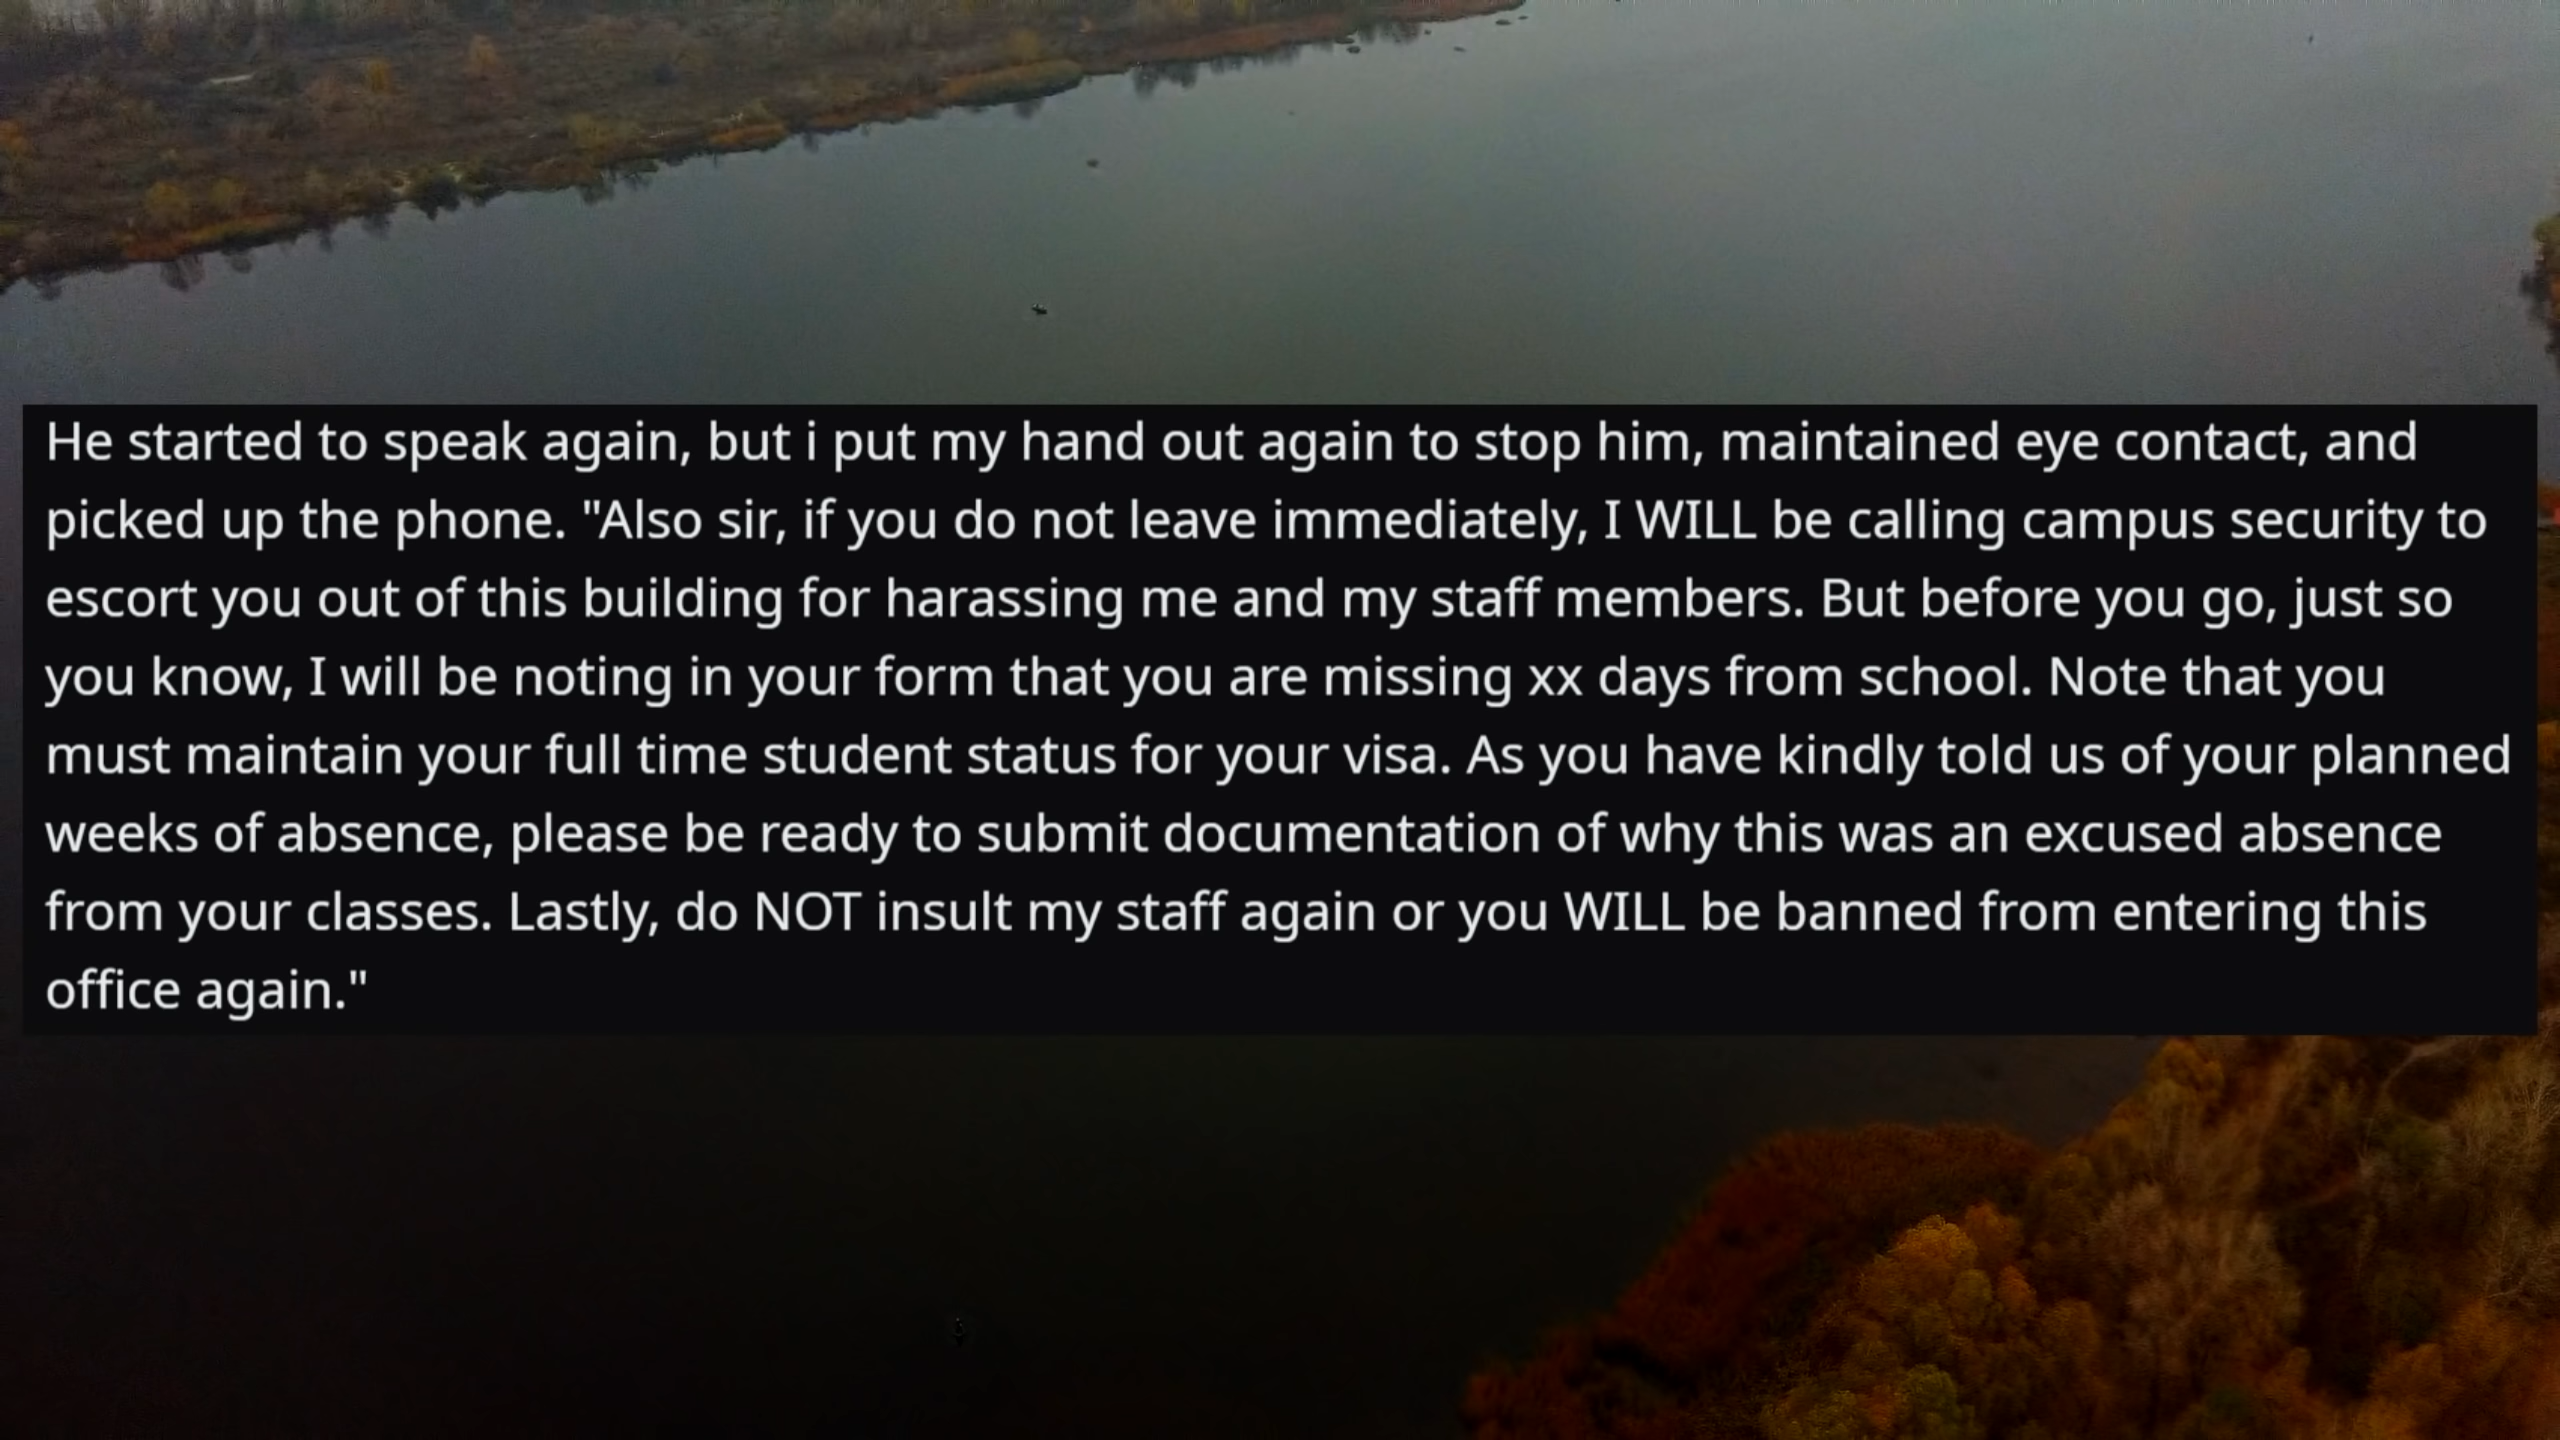 He started to speak again, but i put my hand out again to stop him, maintained eye contact, and
picked up the phone. "Also sir, if you do not leave immediately, I WILL be calling campus security to
escort you out of this building for harassing me and my staff members. But before you go, just so
you know, I will be noting in your form that you are missing xx days from school. Note that you
must maintain your full time student status for your visa. As you have kindly told us of your planned
weeks of absence, please be ready to submit documentation of why this was an excused absence
from your classes. Lastly, do NOT insult my staff again or you WILL be banned from entering this
office again."